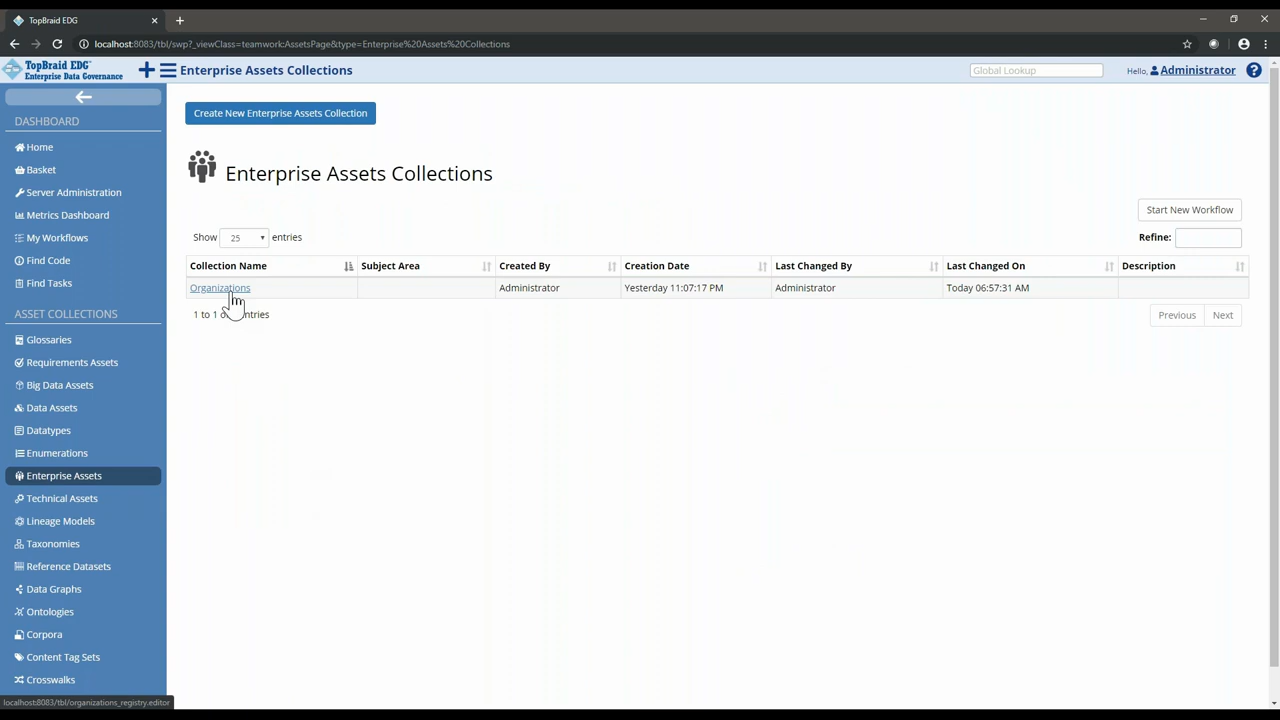 TopBraid EDG
localhost:8083/tbl/swp?_viewClass=teamwork:AssetsPage&type=Enterprise%20Assets%20Collections
TopBraid EDG™
Enterprise Data Governance
Enterprise Assets Collections
Global Lookup
Hello, Administrator
DASHBOARD
Home
Basket
Server Administration
Metrics Dashboard
My Workflows
Find Code
Find Tasks
ASSET COLLECTIONS
Glossaries
Requirements Assets
Big Data Assets
Data Assets
Datatypes
Enumerations
Enterprise Assets
Technical Assets
Lineage Models
Taxonomies
Reference Datasets
Data Graphs
Ontologies
Corpora
Content Tag Sets
Crosswalks
localhost:8083/tbl/organizations_registry.editor
Create New Enterprise Assets Collection
Enterprise Assets Collections
Start New Workflow
Show 25 entries
Refine:
Collection Name Subject Area Created By Creation Date Last Changed By Last Changed On Description
Organizations Administrator Yesterday 11:07:17 PM Administrator Today 06:57:31 AM
1 to 1 entries
Previous Next